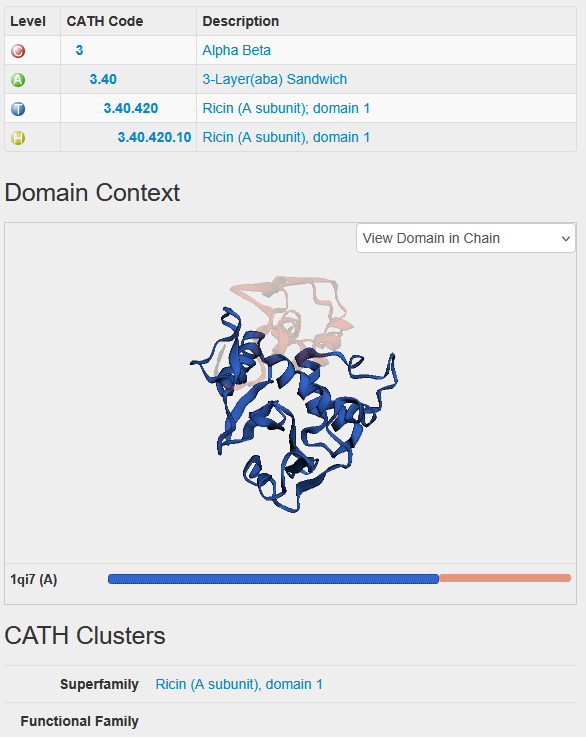 Level CATH Code Description
C 3 Alpha Beta
A 3.40 3-Layer(aba) Sandwich
T 3.40.420 Ricin (A subunit); domain 1
H 3.40.420.10 Ricin (A subunit), domain 1
Domain Context
View Domain in Chain
1qi7 (A)
CATH Clusters
Superfamily Ricin (A subunit), domain 1
Functional Family